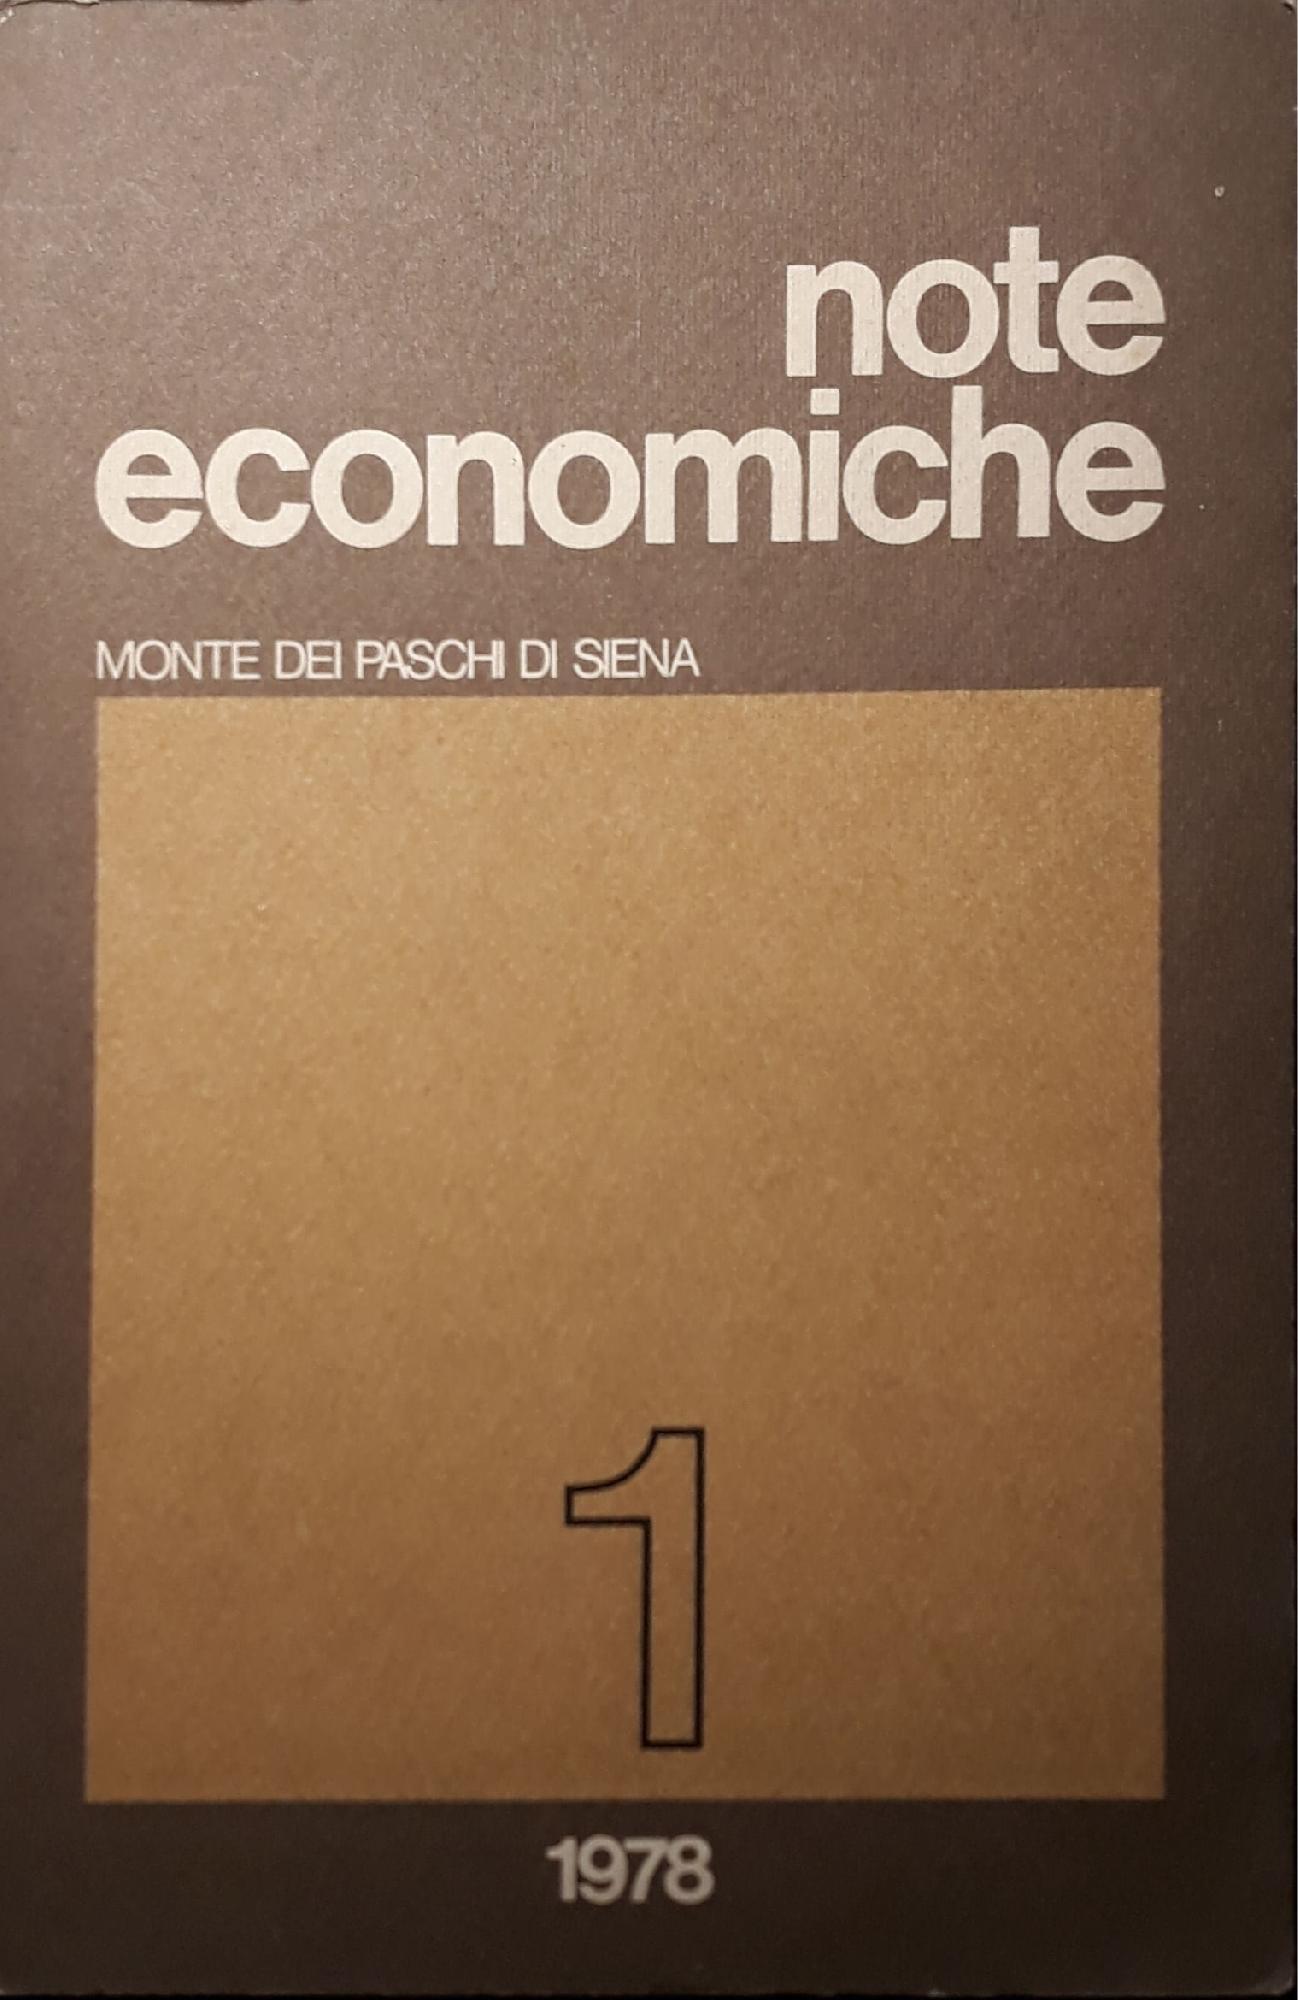 note
economiche
MONTE DEI PASCHI DI SIENA
1
1978